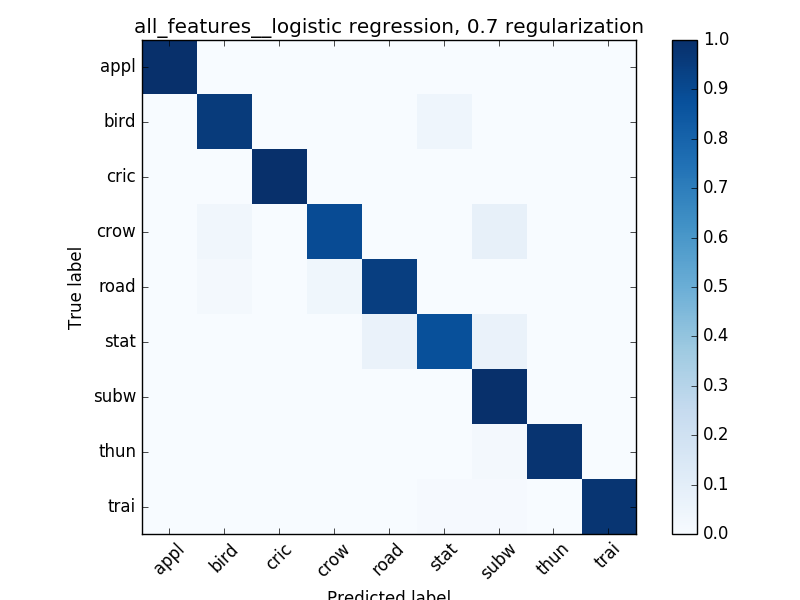 all_features__logistic regression, 0.7 regularization
appl
bird
cric
crow
road
stat
subw
thun
trai
True label
appl bird cric crow road stat subw thun trai
Predicted label
1.0
0.9
0.8
0.7
0.6
0.5
0.4
0.3
0.2
0.1
0.0